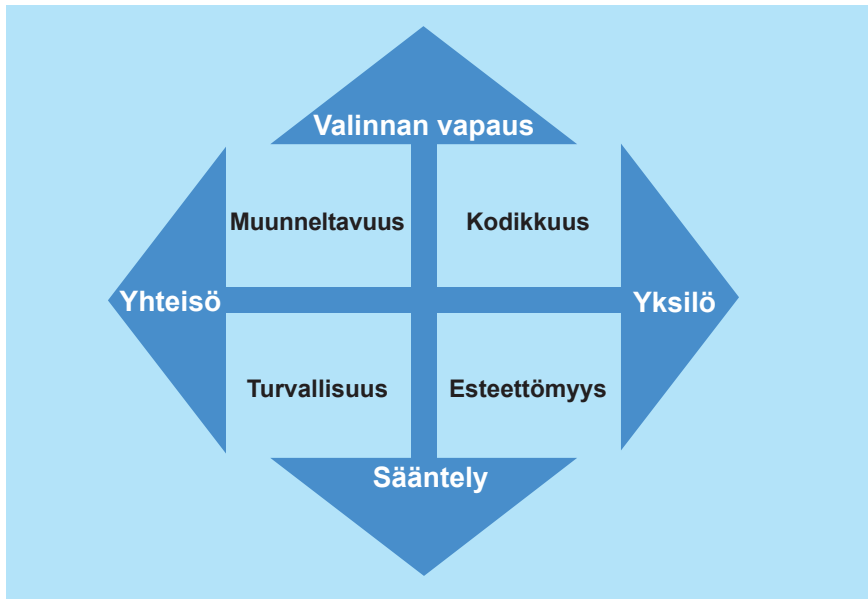 Valinnan vapaus
Muunneltavuus
Kodikkuus
Yhteisö
Yksilö
Turvallisuus
Esteettömyys
Sääntely